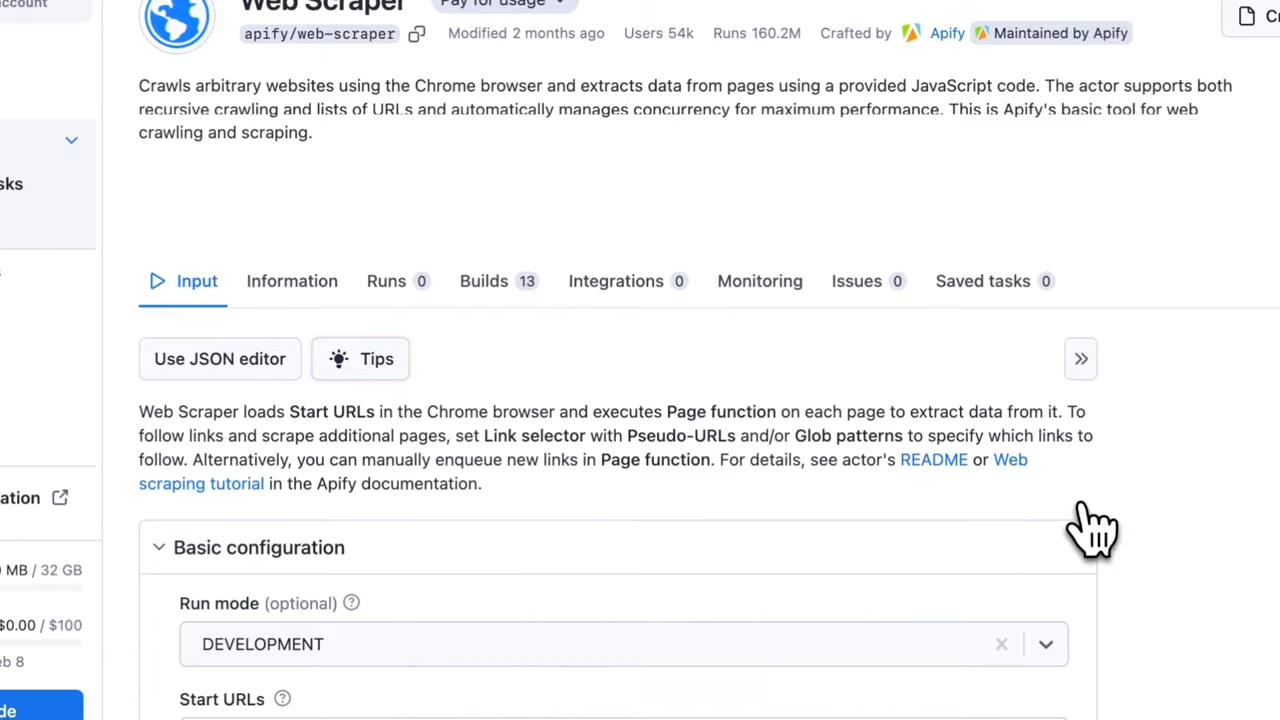 ccount
Web Scraper
Pay for usage
apify/web-scraper Modified 2 months ago Users 54k Runs 160.2M Crafted by Apify Maintained by Apify
Crawls arbitrary websites using the Chrome browser and extracts data from pages using a provided JavaScript code. The actor supports both
recursive crawling and lists of URLs and automatically manages concurrency for maximum performance. This is Apify's basic tool for web
crawling and scraping.
sks
Input Information Runs 0 Builds 13 Integrations 0 Monitoring Issues 0 Saved tasks 0
Use JSON editor Tips
Web Scraper loads Start URLs in the Chrome browser and executes Page function on each page to extract data from it. To
follow links and scrape additional pages, set Link selector with Pseudo-URLs and/or Glob patterns to specify which links to
follow. Alternatively, you can manually enqueue new links in Page function. For details, see actor's README or Web
scraping tutorial in the Apify documentation.
ation
Basic configuration
MB / 32 GB
Run mode (optional)
$0.00 / $100
DEVELOPMENT
eb 8
Start URLs
de